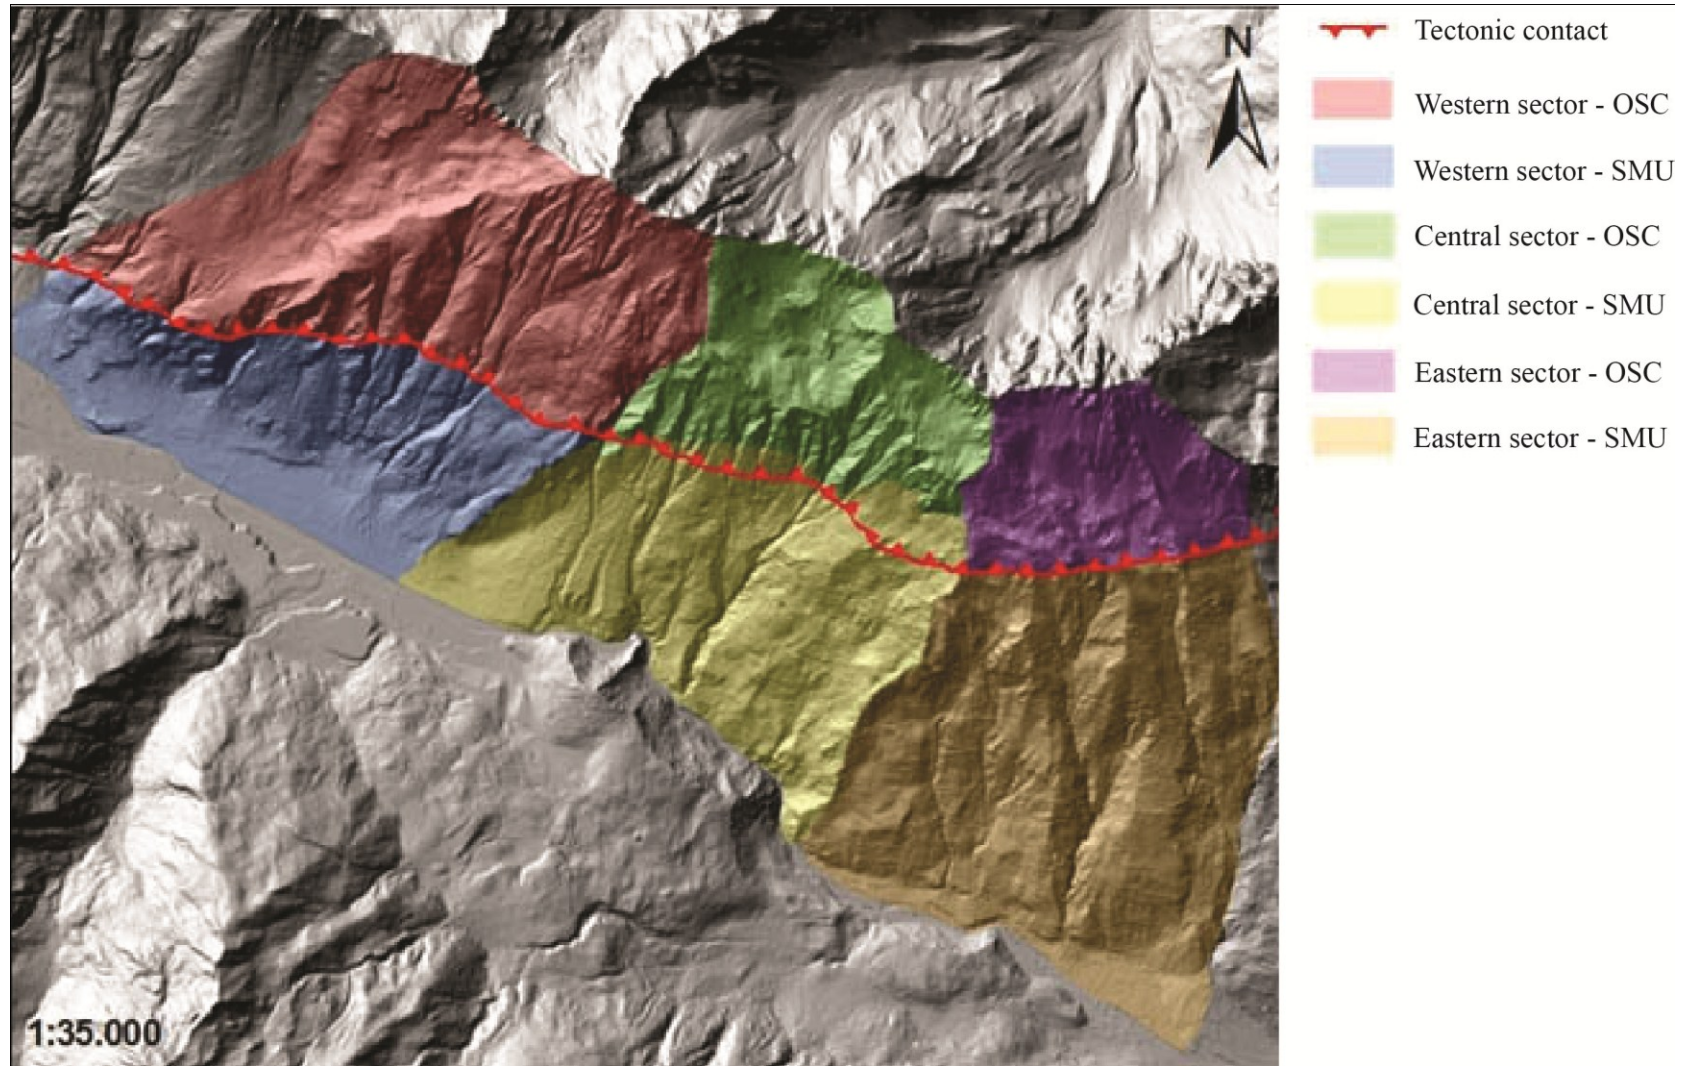 N
Tectonic contact
Western sector - OSC
Western sector - SMU
Central sector - OSC
Central sector - SMU
Eastern sector - OSC
Eastern sector - SMU
1:35.000